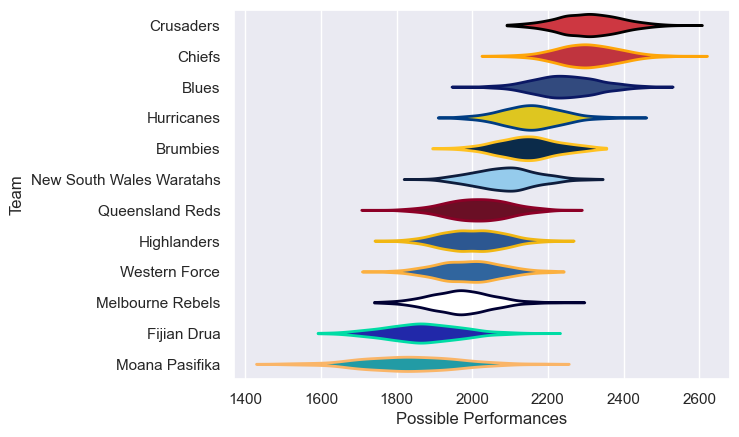 Crusaders
Chiefs
Blues
Hurricanes
Brumbies
New South Wales Waratahs
Queensland Reds
Highlanders
Western Force
Melbourne Rebels
Fijian Drua
Moana Pasifika
Team
1400 1600 1800 2000 2200 2400 2600
Possible Performances